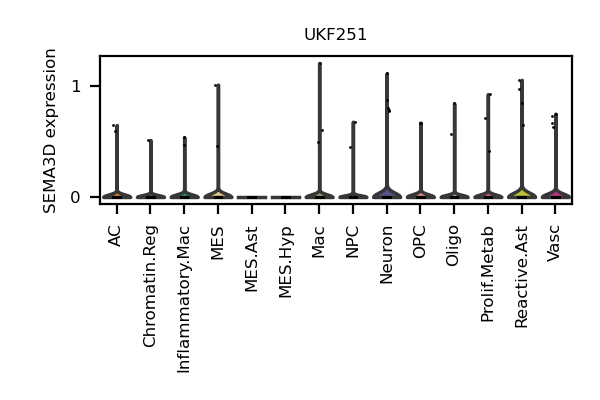 UKF251
SEMA3D expression
1
0
AC
Chromatin.Reg
Inflammatory.Mac
MES
MES.Ast
MES.Hyp
Mac
NPC
Neuron
OPC
Oligo
Prolif.Metab
Reactive.Ast
Vasc